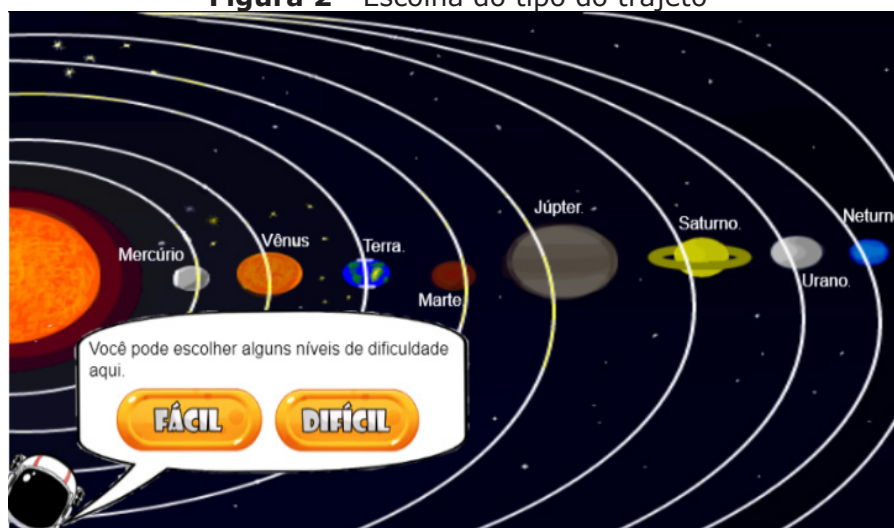 Figura 2 - Escolha do tipo do trajeto
Mercúrio
Vênus
Terra.
Marte.
Júpter.
Saturno.
Urano.
Neturn
Você pode escolher alguns níveis de dificuldade
aqui.
FÁCIL DIFÍCIL